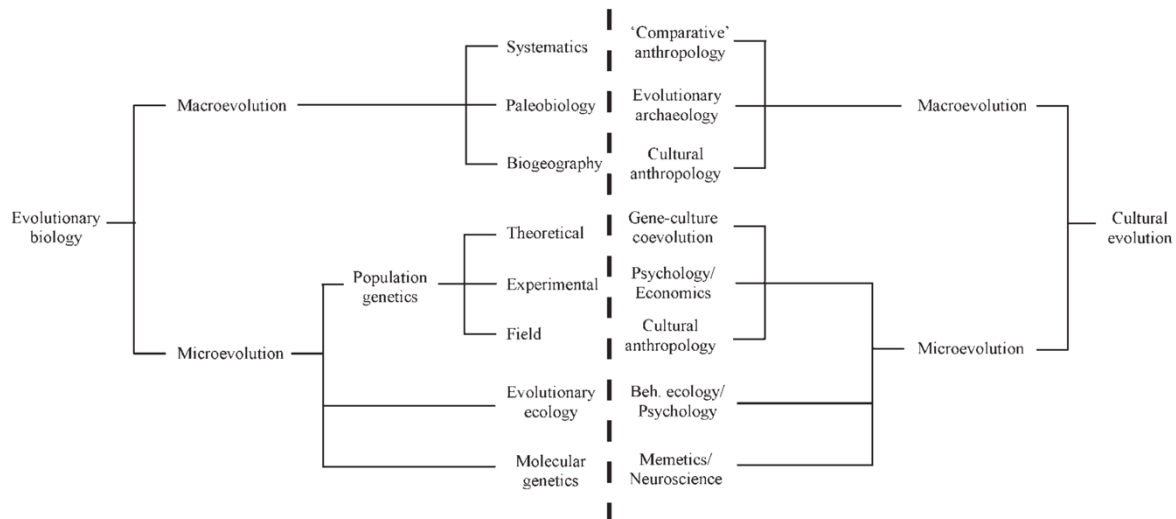 Systematics
'Comparative'
anthropology
Macroevolution
Paleobiology
Evolutionary
archaeology
Macroevolution
Biogeography
Cultural
anthropology
Evolutionary
biology
Theoretical
Gene-culture
coevolution
Cultural
evolution
Population
genetics
Experimental
Psychology/
Economics
Microevolution
Field
Cultural
anthropology
Microevolution
Evolutionary
ecology
Beh. ecology/
Psychology
Molecular
genetics
Memetics/
Neuroscience